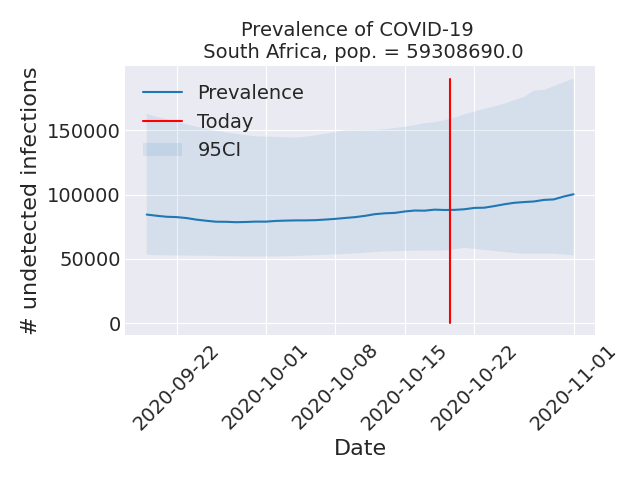 Prevalence of COVID-19
South Africa, pop. = 59308690.0
# undetected infections
150000
100000
50000
0
Prevalence
Today
95CI
2020-09-22
2020-10-01
2020-10-08
2020-10-15
2020-10-22
2020-11-01
Date